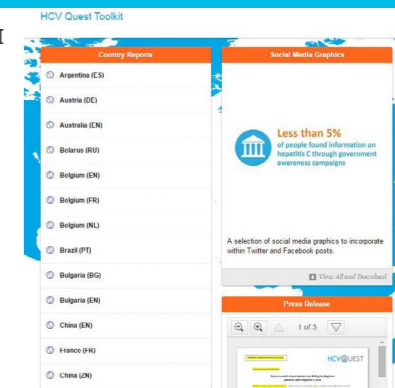 HCV Quest Toolkit
I
Country Reports
Argentina (ES)
Austria (DE)
Australia (EN)
Belarus (RU)
Belgium (EN)
Belgium (FR)
Belgium (NL)
Brazil (PT)
Bulgaria (BG)
Bulgaria (EN)
China (EN)
France (FR)
China (ZN)
Social Media Graphics
Less than 5%
of people found information on
hepatitis C through government
awareness campaigns
A selection of social media graphics to incorporate
within Twitter and Facebook posts.
View All and Download
Press Release
1 of 3
HCVQUEST